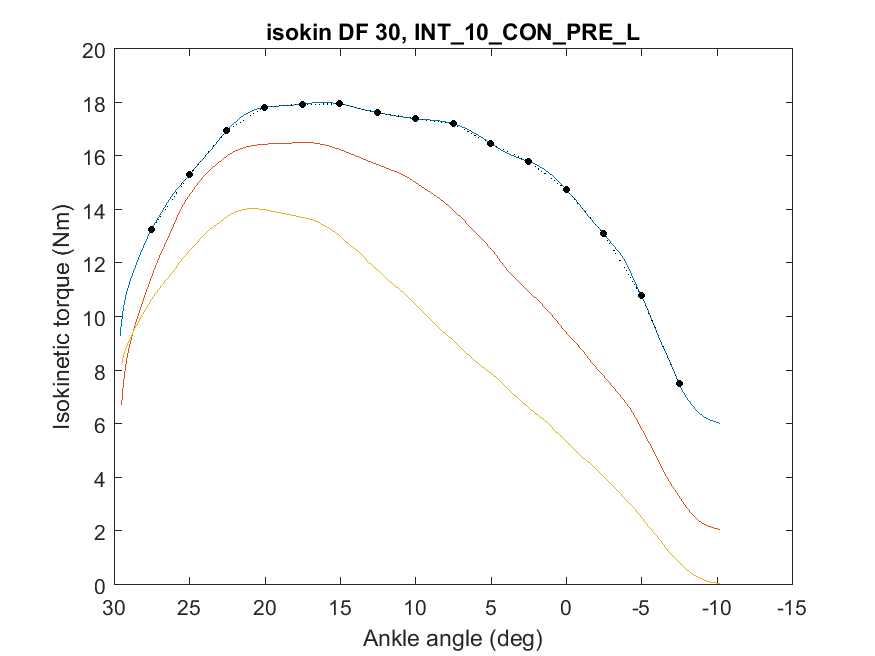 isokin DF 30, INT_10_CON_PRE_L
20
18
16
14
12
10
8
6
4
2
0
Isokinetic torque (Nm)
30 25 20 15 10 5 0 -5 -10 -15
Ankle angle (deg)